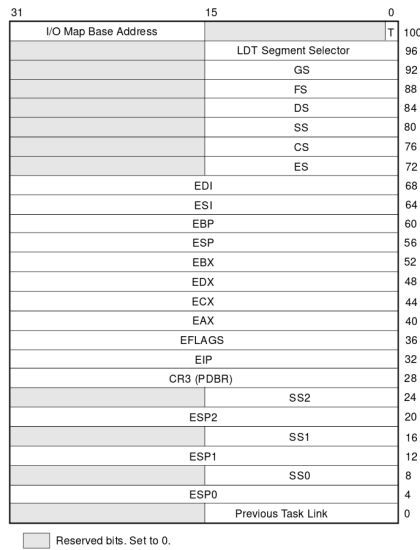 31 15 0
I/O Map Base Address T 100
LDT Segment Selector 96
GS 92
FS 88
DS 84
SS 80
CS 76
ES 72
EDI 68
ESI 64
EBP 60
ESP 56
EBX 52
EDX 48
ECX 44
EAX 40
EFLAGS 36
EIP 32
CR3 (PDBR) 28
SS2 24
ESP2 20
SS1 16
ESP1 12
SS0 8
ESP0 4
Previous Task Link 0
Reserved bits. Set to 0.